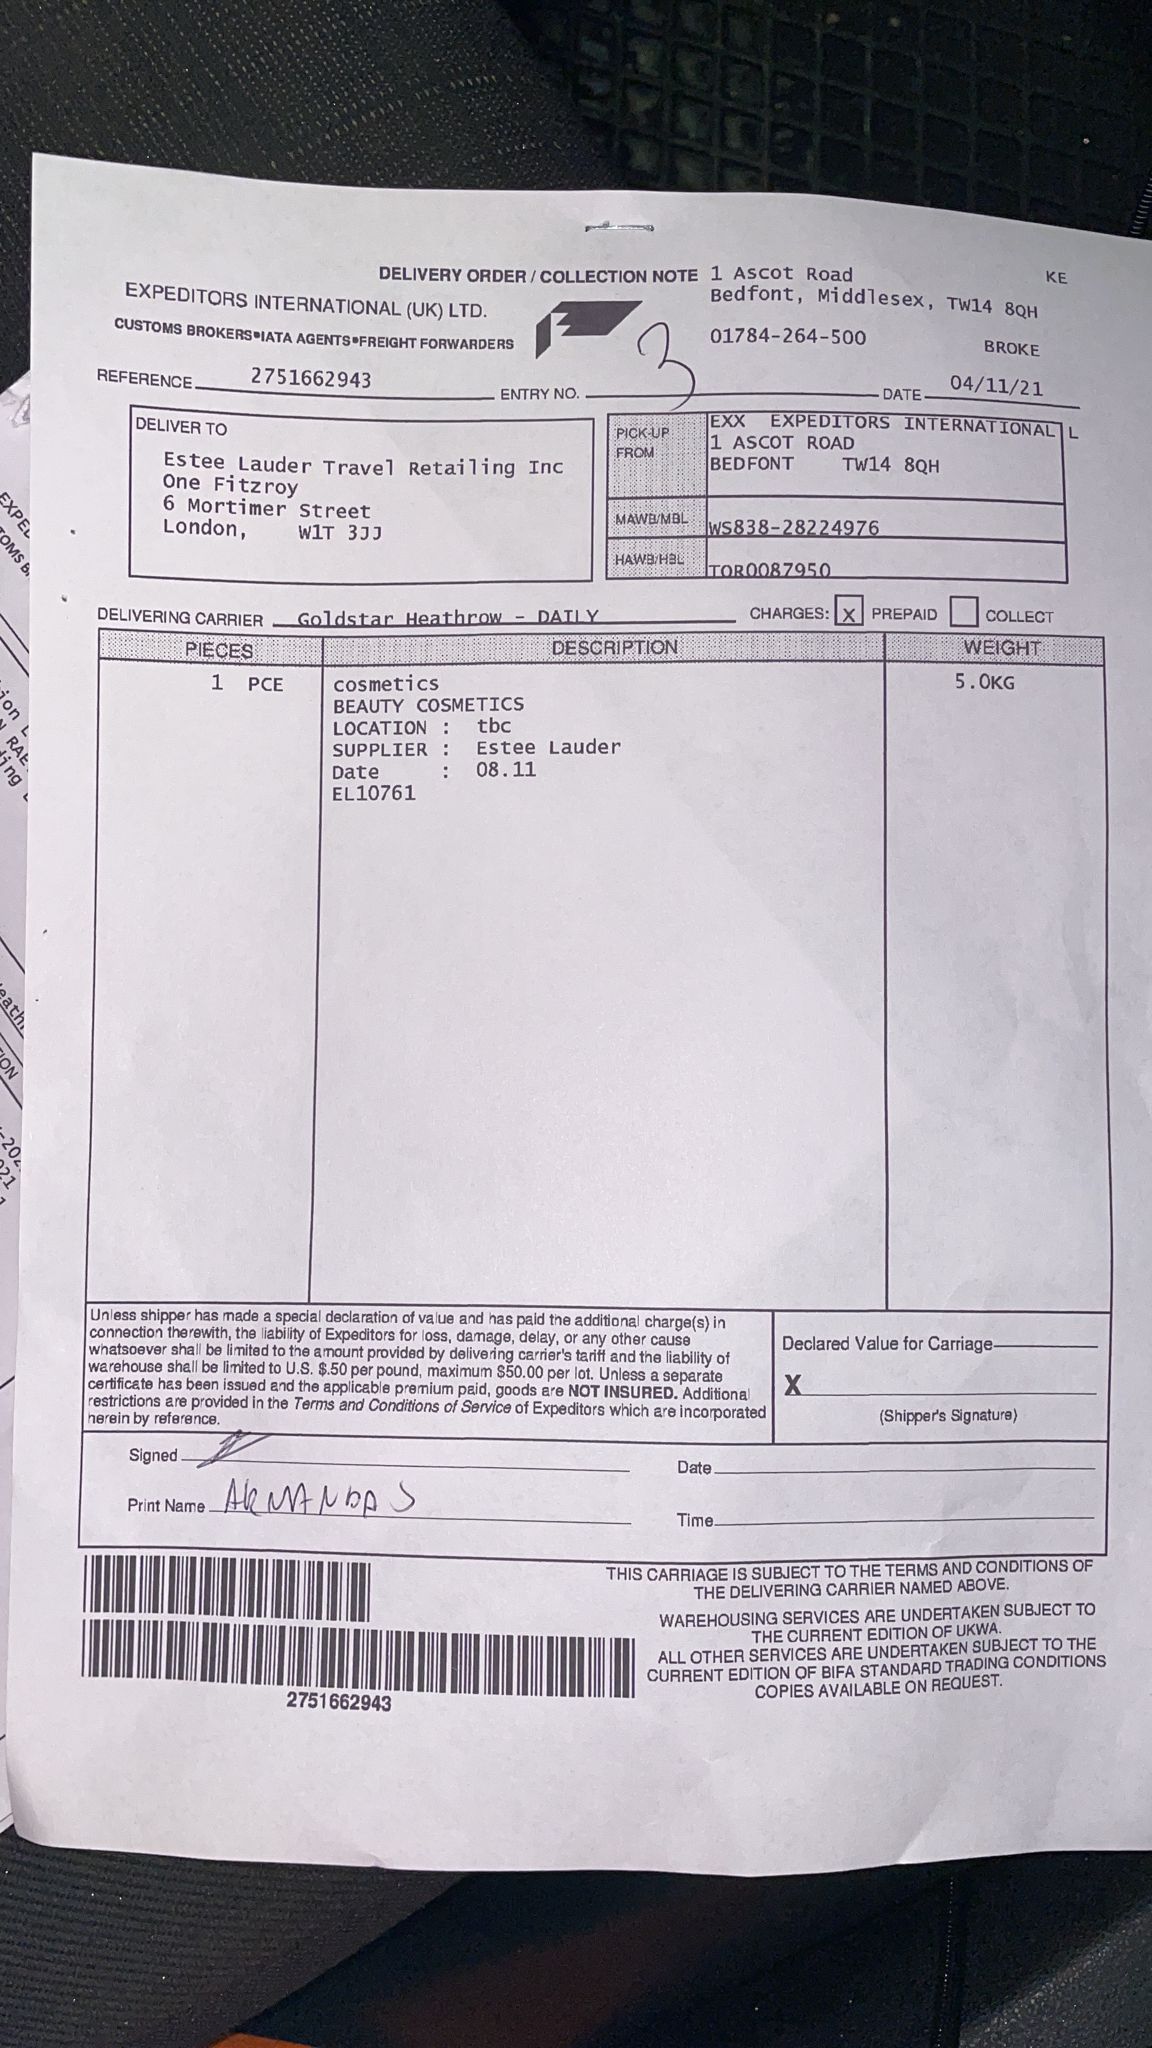 DELIVERY ORDER / COLLECTION NOTE 1 Ascot Road KE
EXPEDITORS INTERNATIONAL (UK) LTD. Bedfont, Middlesex, TW14 8QH
CUSTOMS BROKERS•IATA AGENTS•FREIGHT FORWARDERS 01784-264-500 BROKE
3
REFERENCE 2751662943 ENTRY NO. DATE 04/11/21
DELIVER TO
Estee Lauder Travel Retailing Inc
One Fitzroy
6 Mortimer Street
London, W1T 3JJ
PICK-UP FROM EXX EXPEDITORS INTERNATIONAL L
1 ASCOT ROAD
BEDFONT TW14 8QH
MAWB/MBL WS838-28224976
HAWB/HBL TOR0087950
DELIVERING CARRIER Goldstar Heathrow - DAILY CHARGES: X PREPAID COLLECT
PIECES DESCRIPTION WEIGHT
1 PCE cosmetics 5.0KG
BEAUTY COSMETICS
LOCATION : tbc
SUPPLIER : Estee Lauder
Date : 08.11
EL10761
Unless shipper has made a special declaration of value and has paid the additional charge(s) in
connection therewith, the liability of Expeditors for loss, damage, delay, or any other cause
whatsoever shall be limited to the amount provided by delivering carrier's tariff and the liability of
warehouse shall be limited to U.S. $.50 per pound, maximum $50.00 per lot. Unless a separate
certificate has been issued and the applicable premium paid, goods are NOT INSURED. Additional
restrictions are provided in the Terms and Conditions of Service of Expeditors which are incorporated
herein by reference.
Declared Value for Carriage
X
(Shipper's Signature)
Signed Date
Print Name ARMANDAS Time
THIS CARRIAGE IS SUBJECT TO THE TERMS AND CONDITIONS OF
THE DELIVERING CARRIER NAMED ABOVE.
WAREHOUSING SERVICES ARE UNDERTAKEN SUBJECT TO
THE CURRENT EDITION OF UKWA.
ALL OTHER SERVICES ARE UNDERTAKEN SUBJECT TO THE
CURRENT EDITION OF BIFA STANDARD TRADING CONDITIONS
COPIES AVAILABLE ON REQUEST.
2751662943